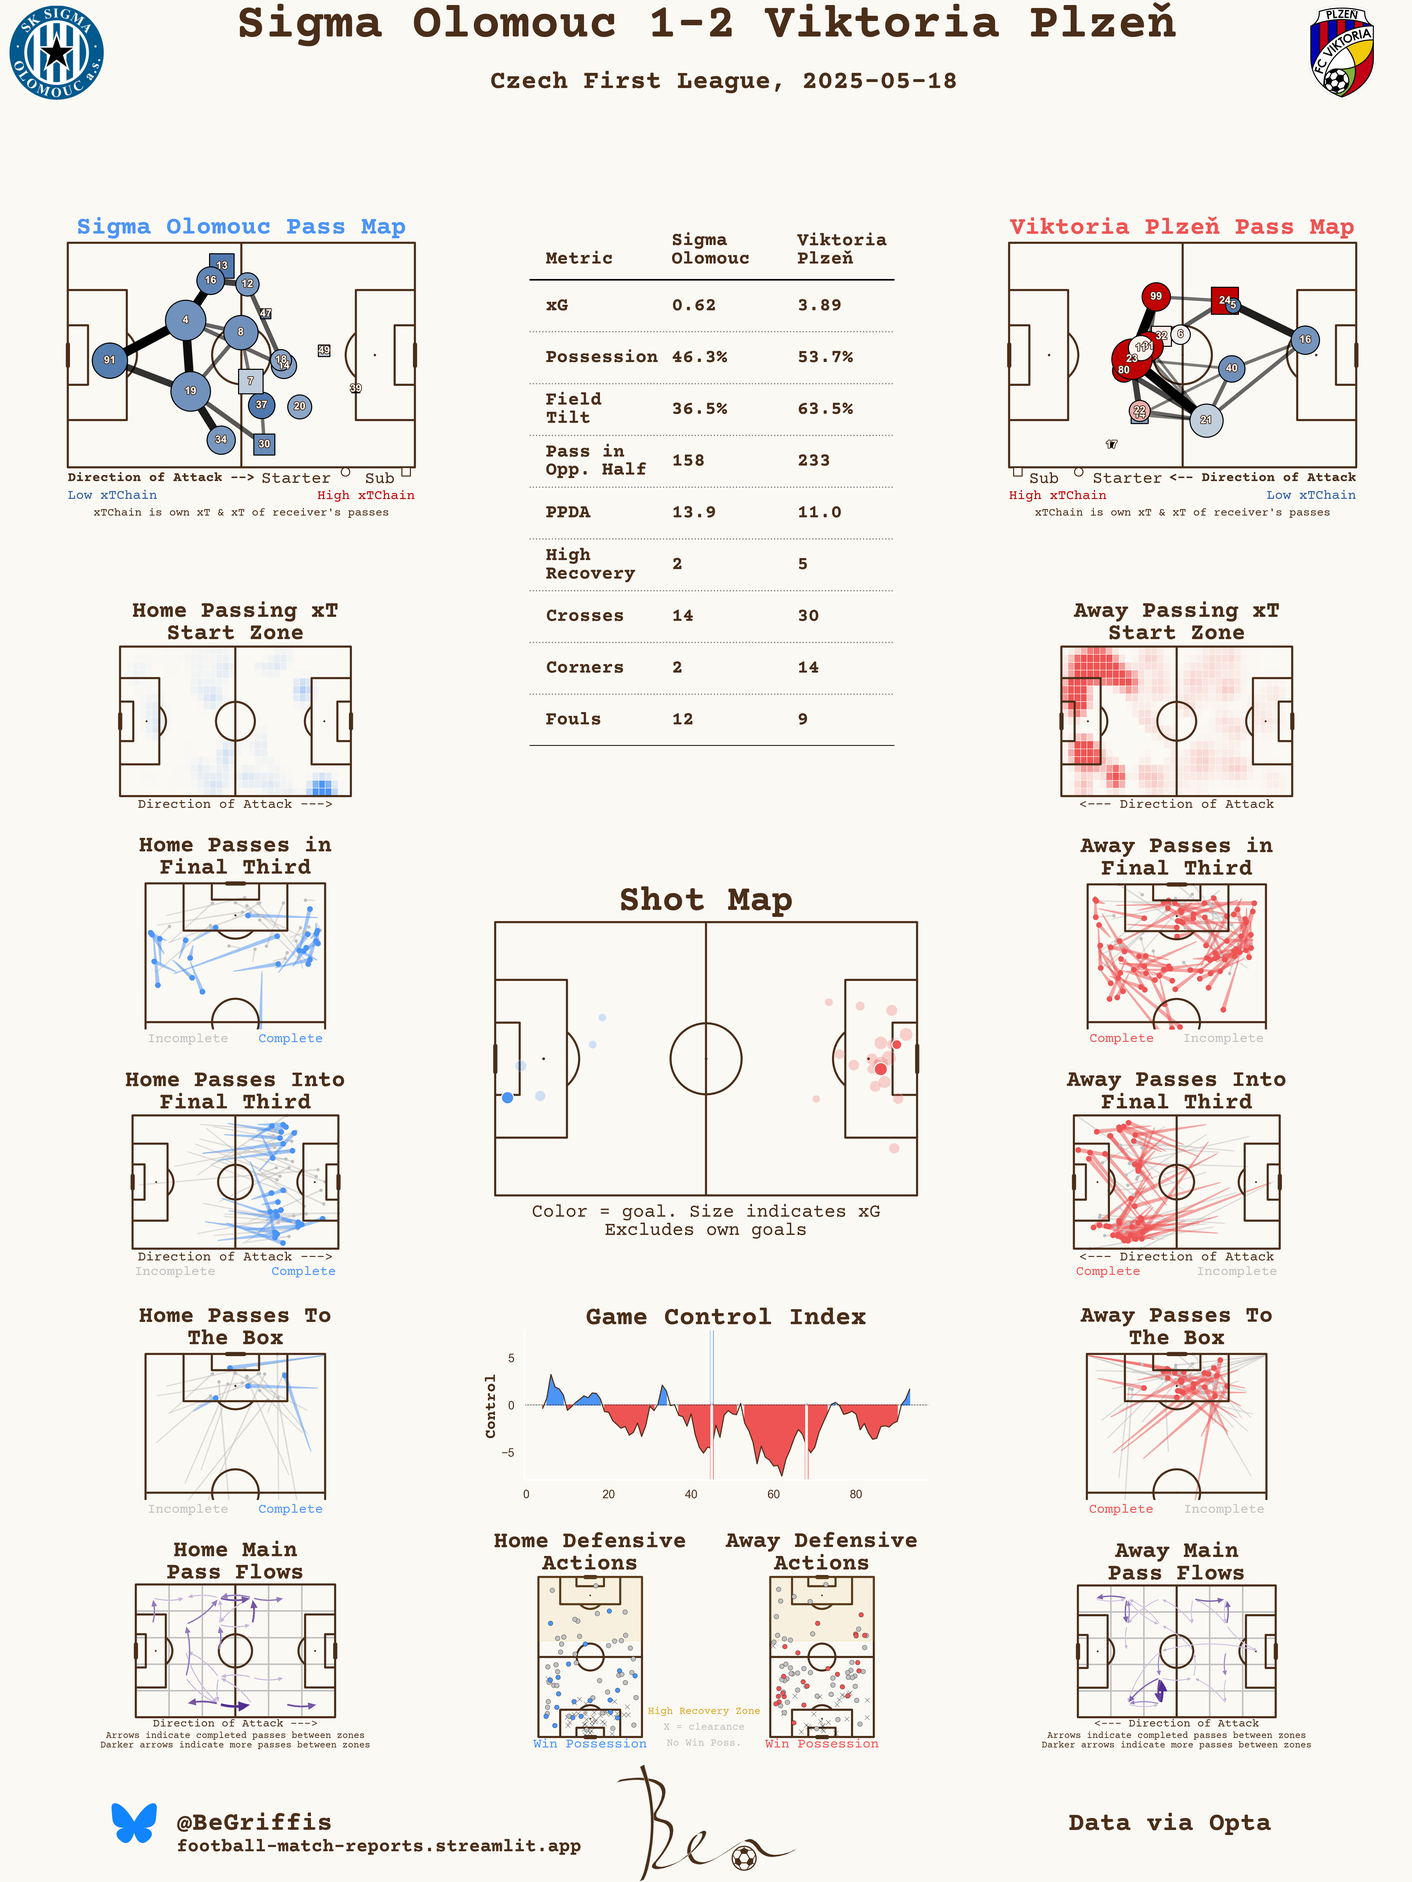 Sigma Olomouc 1-2 Viktoria Plzeň
Czech First League, 2025-05-18
SK SIGMA
OLOMOUC a.s.
PLZEŇ
FC VIKTORIA
Sigma Olomouc Pass Map
13
16
12
47
4
8
91
18
14
49
7
39
19
37
20
34
30
Direction of Attack --> Starter Sub
Low xTChain High xTChain
xTChain is own xT & xT of receiver's passes
Metric Sigma Olomouc Viktoria Plzeň
xG 0.62 3.89
Possession 46.3% 53.7%
Field Tilt 36.5% 63.5%
Pass in Opp. Half 158 233
PPDA 13.9 11.0
High Recovery 2 5
Crosses 14 30
Corners 2 14
Fouls 12 9
Viktoria Plzeň Pass Map
99
24
5
32
6
11
31
16
23
80
40
22
21
17
Sub Starter <-- Direction of Attack
High xTChain Low xTChain
xTChain is own xT & xT of receiver's passes
Home Passing xT
Start Zone
Direction of Attack --->
Away Passing xT
Start Zone
<--- Direction of Attack
Home Passes in
Final Third
Incomplete Complete
Away Passes in
Final Third
Complete Incomplete
Shot Map
Color = goal. Size indicates xG
Excludes own goals
Home Passes Into
Final Third
Direction of Attack --->
Incomplete Complete
Away Passes Into
Final Third
<--- Direction of Attack
Complete Incomplete
Home Passes To
The Box
Incomplete Complete
Game Control Index
Control
5
0
−5
0 20 40 60 80
Away Passes To
The Box
Complete Incomplete
Home Main
Pass Flows
Direction of Attack --->
Arrows indicate completed passes between zones
Darker arrows indicate more passes between zones
Home Defensive
Actions
Win Possession
Away Defensive
Actions
Win Possession
High Recovery Zone
X = clearance
No Win Poss.
Away Main
Pass Flows
<--- Direction of Attack
Arrows indicate completed passes between zones
Darker arrows indicate more passes between zones
@BeGriffis
football-match-reports.streamlit.app
Ben
Data via Opta